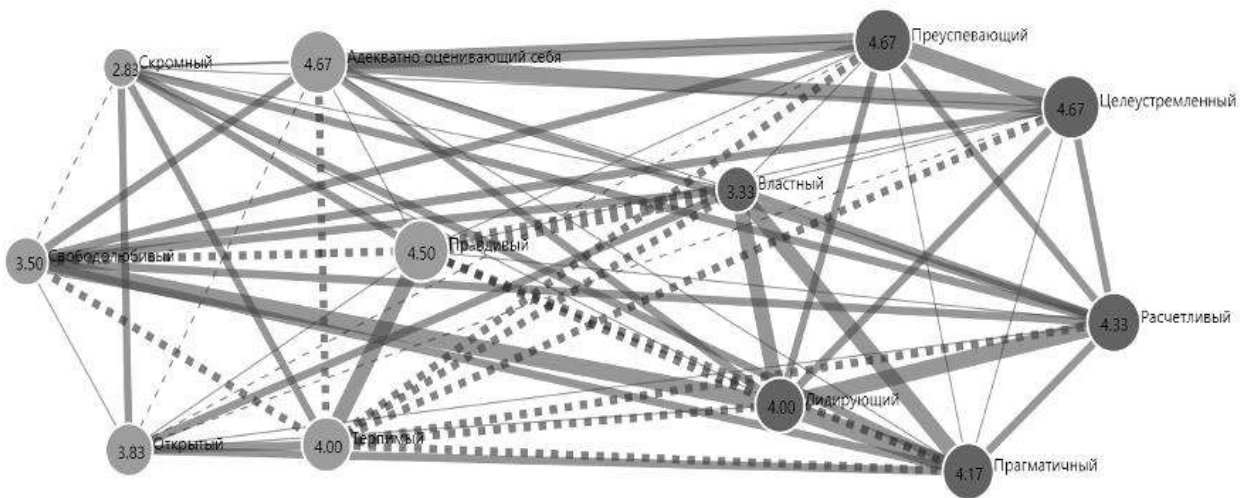 4.67 Преуспевающий
2.83 Скромный
4.67 Адекватно оценивающий себя
4.67 Целеустремленный
3.33 Властный
4.50 Правдивый
3.50 Свободолюбивый
4.33 Расчетливый
4.00 Лидирующий
3.83 Открытый
4.00 Терпимый
4.17 Прагматичный